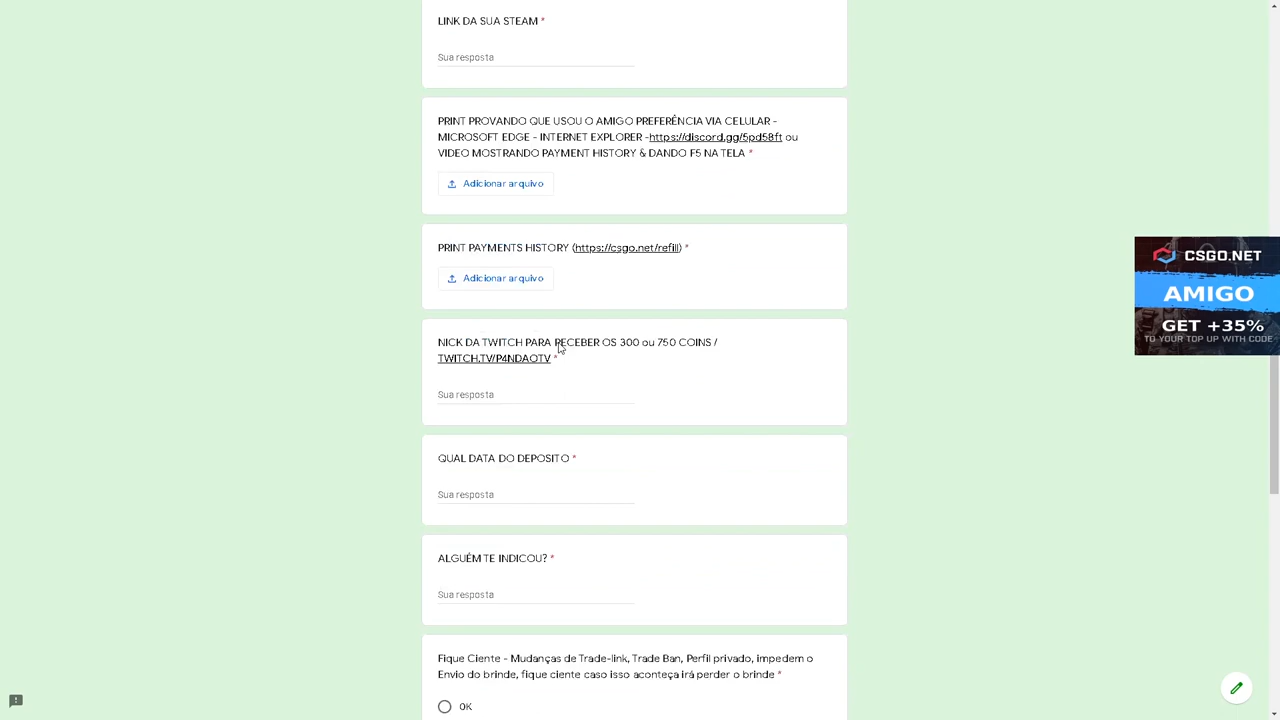 LINK DA SUA STEAM *
Sua resposta
PRINT PROVANDO QUE USOU O AMIGO PREFERÊNCIA VIA CELULAR -
MICROSOFT EDGE - INTERNET EXPLORER -https://discord.gg/5pd58ft ou
VIDEO MOSTRANDO PAYMENT HISTORY & DANDO F5 NA TELA *
Adicionar arquivo
PRINT PAYMENTS HISTORY (https://csgo.net/refill) *
Adicionar arquivo
NICK DA TWITCH PARA RECEBER OS 300 ou 750 COINS /
TWITCH.TV/P4NDAOTV *
Sua resposta
QUAL DATA DO DEPOSITO *
Sua resposta
ALGUÉM TE INDICOU? *
Sua resposta
Fique Ciente - Mudanças de Trade-link, Trade Ban, Perfil privado, impedem o
Envio do brinde, fique ciente caso isso aconteça irá perder o brinde *
OK
CSGO.NET
AMIGO
GET +35%
TO YOUR TOP UP WITH CODE